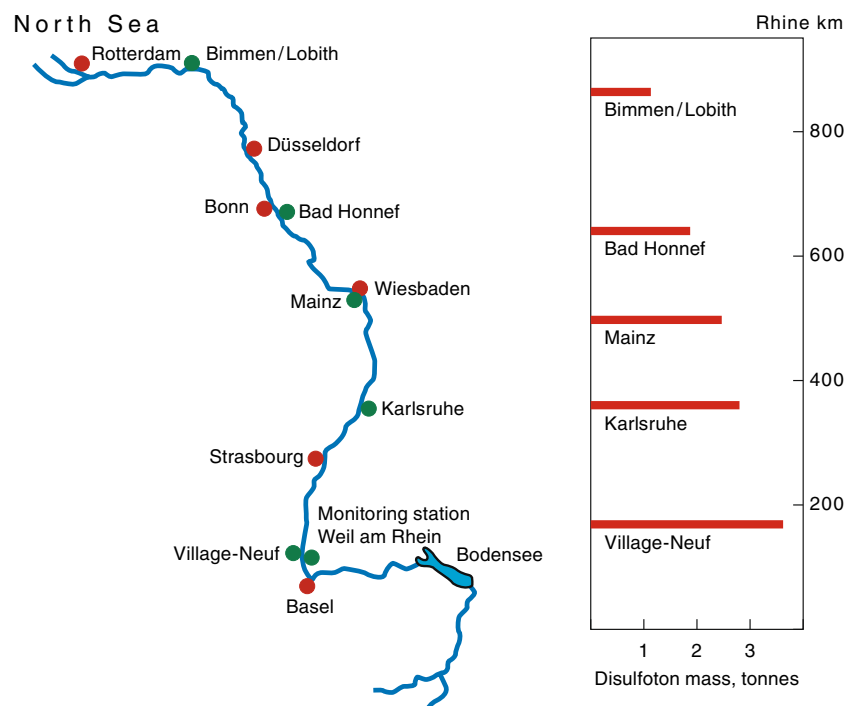 North Sea
Rotterdam
Bimmen/Lobith
Düsseldorf
Bonn
Bad Honnef
Wiesbaden
Mainz
Karlsruhe
Strasbourg
Monitoring station
Weil am Rhein
Village-Neuf
Bodensee
Basel
Rhine km
Bimmen/Lobith
800
Bad Honnef
600
Mainz
400
Karlsruhe
200
Village-Neuf
1 2 3
Disulfoton mass, tonnes